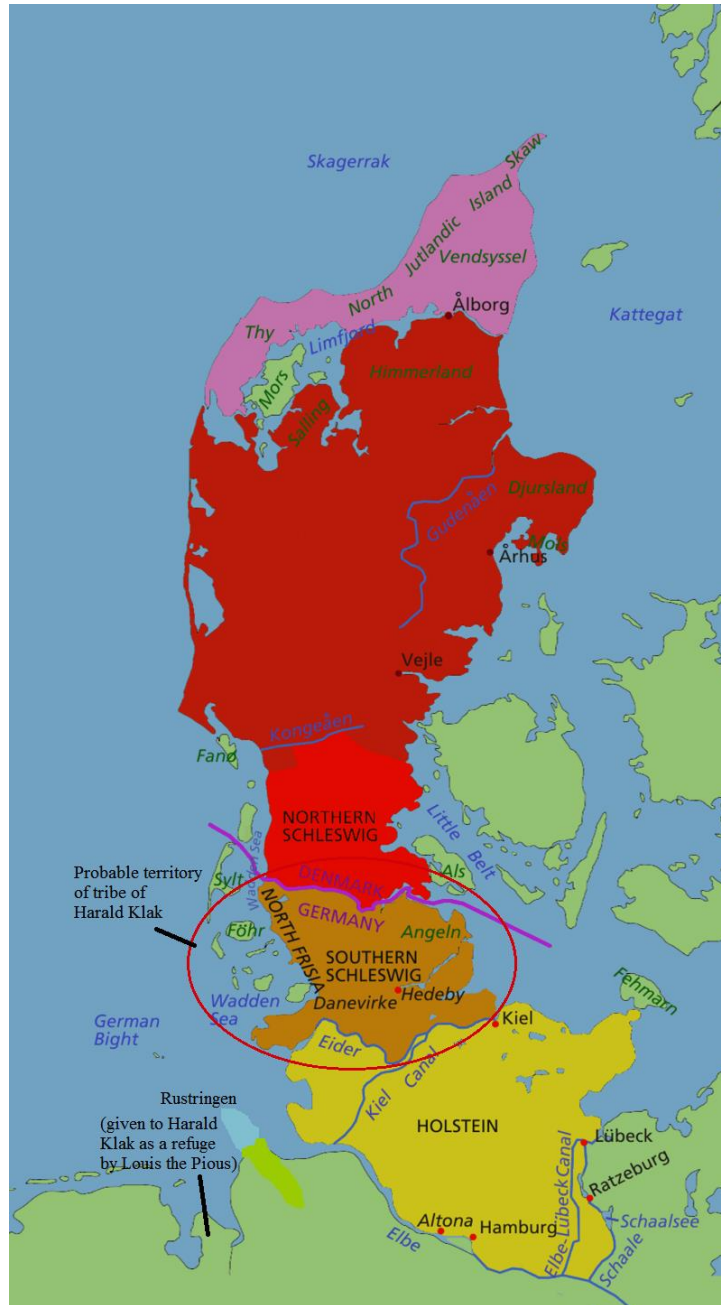 Skagerrak
Skaw
Island
Jutlandic
Vendsyssel
North
Ålborg
Kattegat
Thy
Limfjord
Himmerland
Mors
Salling
Gudenåen
Djursland
Mols
Århus
Vejle
Kongeåen
Fanø
NORTHERN
SCHLESWIG
Little Belt
Wadden Sea
Probable territory
of tribe of
Harald Klak
Sylt
DENMARK
Als
GERMANY
NORTH FRISIA
Föhr
Angeln
SOUTHERN
SCHLESWIG
Hedeby
Danevirke
Wadden
Sea
Fehmarn
German
Bight
Kiel
Eider
Kiel Canal
Rustringen
(given to Harald
Klak as a refuge
by Louis the Pious)
HOLSTEIN
Lübeck
Elbe-Lübeck Canal
Ratzeburg
Altona
Hamburg
Schaalsee
Elbe
Schaale